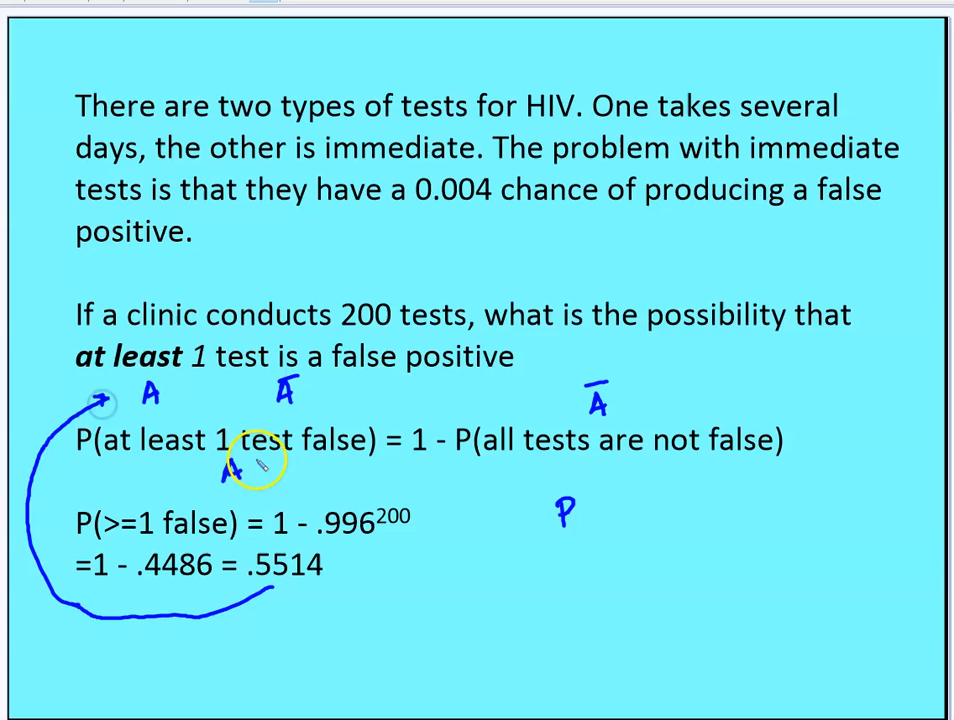 There are two types of tests for HIV. One takes several
days, the other is immediate. The problem with immediate
tests is that they have a 0.004 chance of producing a false
positive.
If a clinic conducts 200 tests, what is the possibility that
at least 1 test is a false positive
A A̅ A̅
P(at least 1 test false) = 1 - P(all tests are not false)
A
P
P(>=1 false) = 1 - .996²⁰⁰
=1 - .4486 = .5514